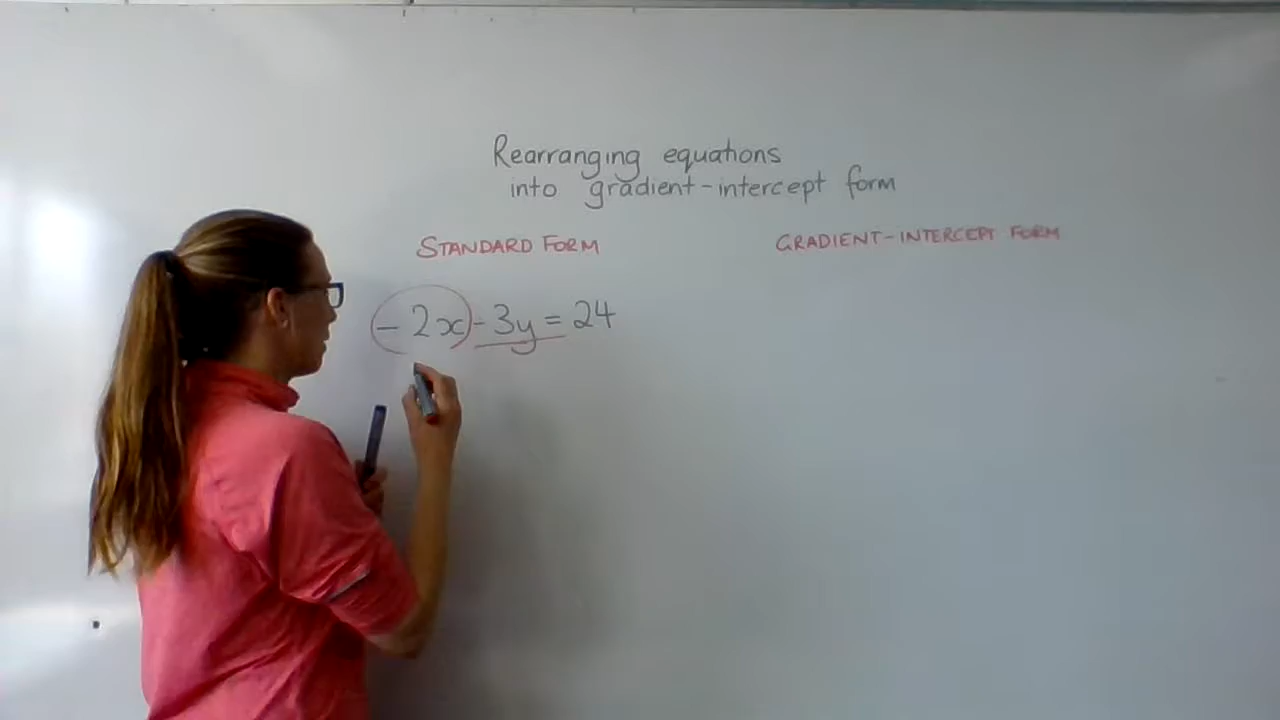 Rearranging equations
into gradient-intercept form
STANDARD FORM
GRADIENT-INTERCEPT FORM
- 2x - 3y = 24